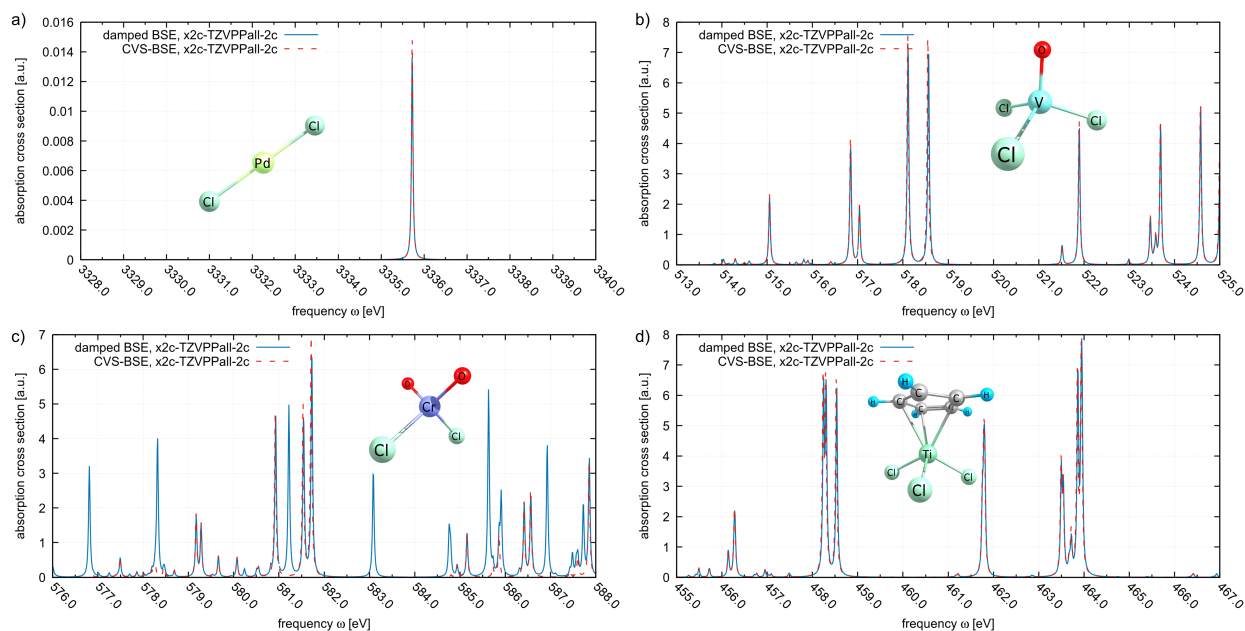 a)
damped BSE, x2c-TZVPPall-2c
CVS-BSE, x2c-TZVPPall-2c
absorption cross section [a.u.]
0.016
0.014
0.012
0.01
0.008
0.006
0.004
0.002
0
Cl
Pd
Cl
3328.0 3329.0 3330.0 3331.0 3332.0 3333.0 3334.0 3335.0 3336.0 3337.0 3338.0 3339.0 3340.0
frequency ω [eV]
b)
damped BSE, x2c-TZVPPall-2c
CVS-BSE, x2c-TZVPPall-2c
absorption cross section [a.u.]
8
7
6
5
4
3
2
1
0
O
V
Cl
Cl
Cl
513.0 514.0 515.0 516.0 517.0 518.0 519.0 520.0 521.0 522.0 523.0 524.0 525.0
frequency ω [eV]
c)
damped BSE, x2c-TZVPPall-2c
CVS-BSE, x2c-TZVPPall-2c
absorption cross section [a.u.]
7
6
5
4
3
2
1
0
O
O
Cr
Cl
Cl
576.0 577.0 578.0 579.0 580.0 581.0 582.0 583.0 584.0 585.0 586.0 587.0 588.0
frequency ω [eV]
d)
damped BSE, x2c-TZVPPall-2c
CVS-BSE, x2c-TZVPPall-2c
absorption cross section [a.u.]
8
7
6
5
4
3
2
1
0
H
C
H
H
C
C
H
C
C
H
Ti
Cl
Cl
Cl
455.0 456.0 457.0 458.0 459.0 460.0 461.0 462.0 463.0 464.0 465.0 466.0 467.0
frequency ω [eV]